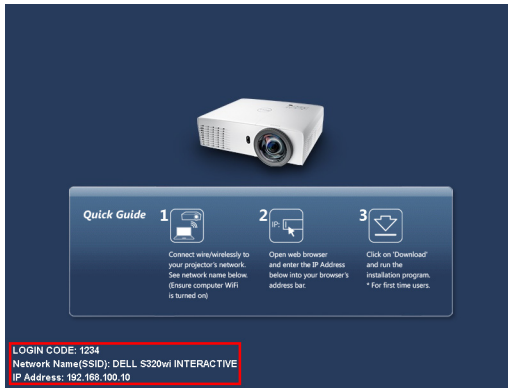 Quick Guide
1
Connect wire/wirelessly to
your projector's network.
See network name below.
(Ensure computer WiFi
is turned on)
2
IP:
Open web browser
and enter the IP Address
below into your browser's
address bar.
3
Click on 'Download'
and run the
installation program.
* For first time users.
LOGIN CODE: 1234
Network Name(SSID): DELL S320wi INTERACTIVE
IP Address: 192.168.100.10